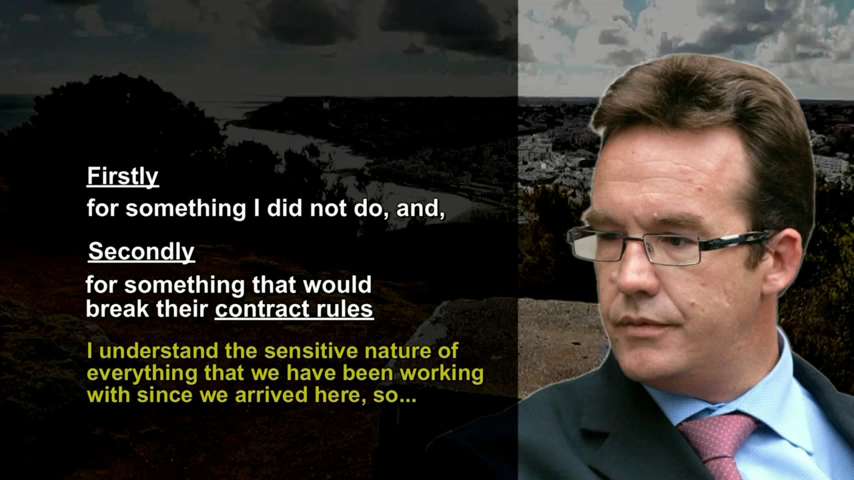 Firstly
for something I did not do, and,
Secondly
for something that would
break their contract rules
I understand the sensitive nature of
everything that we have been working
with since we arrived here, so...